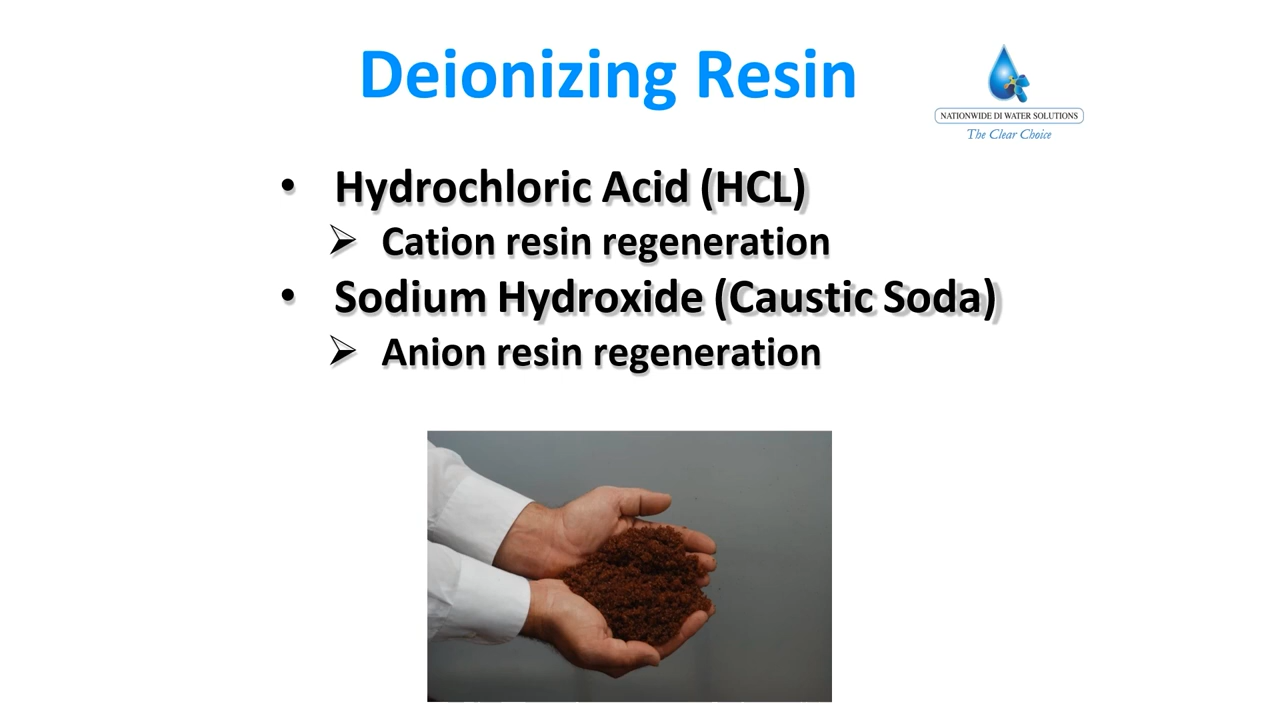 Deionizing Resin
NATIONWIDE DI WATER SOLUTIONS
The Clear Choice
• Hydrochloric Acid (HCL)
➢ Cation resin regeneration
• Sodium Hydroxide (Caustic Soda)
➢ Anion resin regeneration